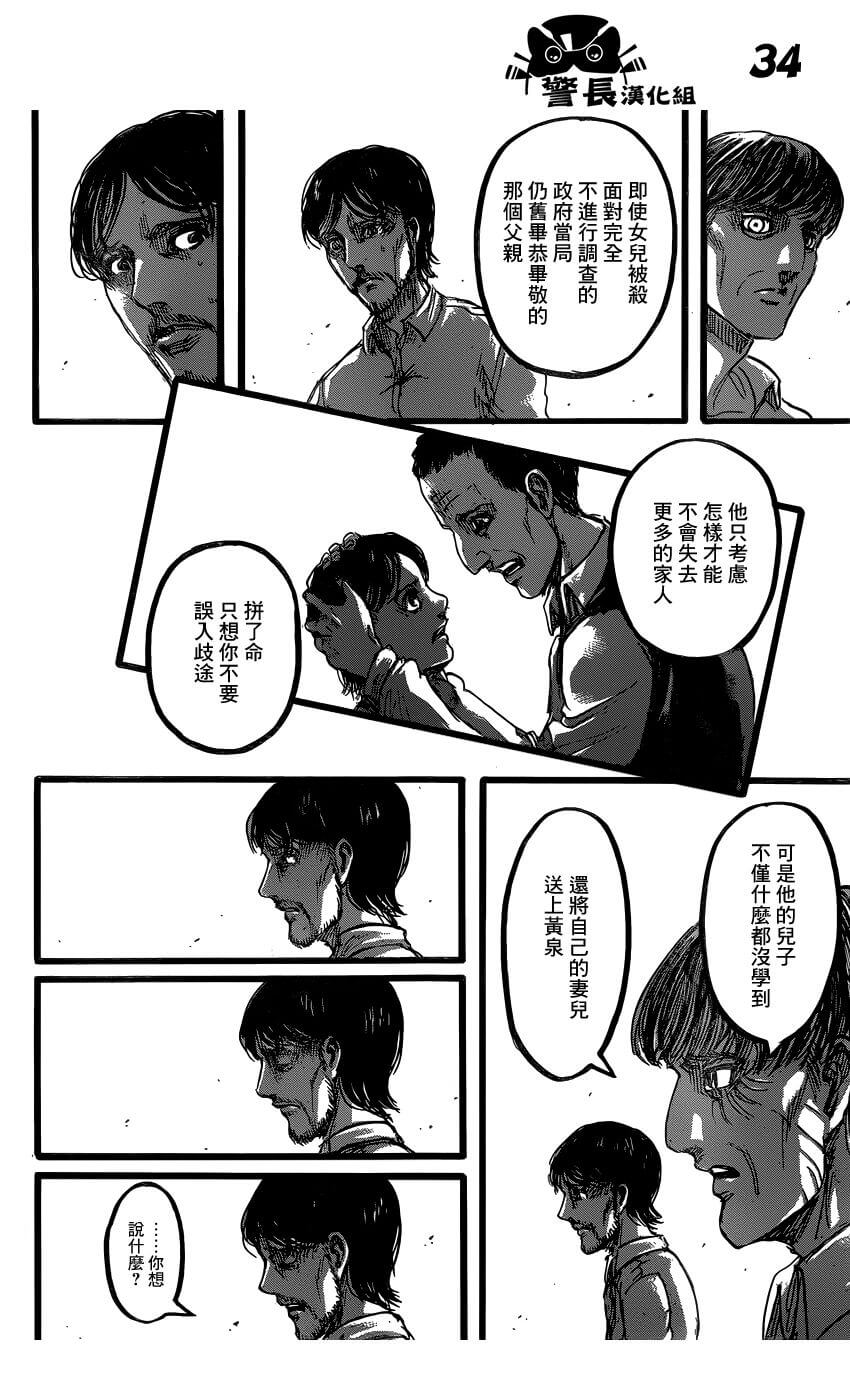 警長漢化組
34
即使女兒被殺
面對完全
不進行調查的
政府當局
仍舊畢恭畢敬的
那個父親
他只考慮
怎樣才能
不會失去
更多的家人
拼了命
只想你不要
誤入歧途
可是他的兒子
不僅什麼都沒學到
還將自己的妻兒
送上黃泉
……你想
說什麼？